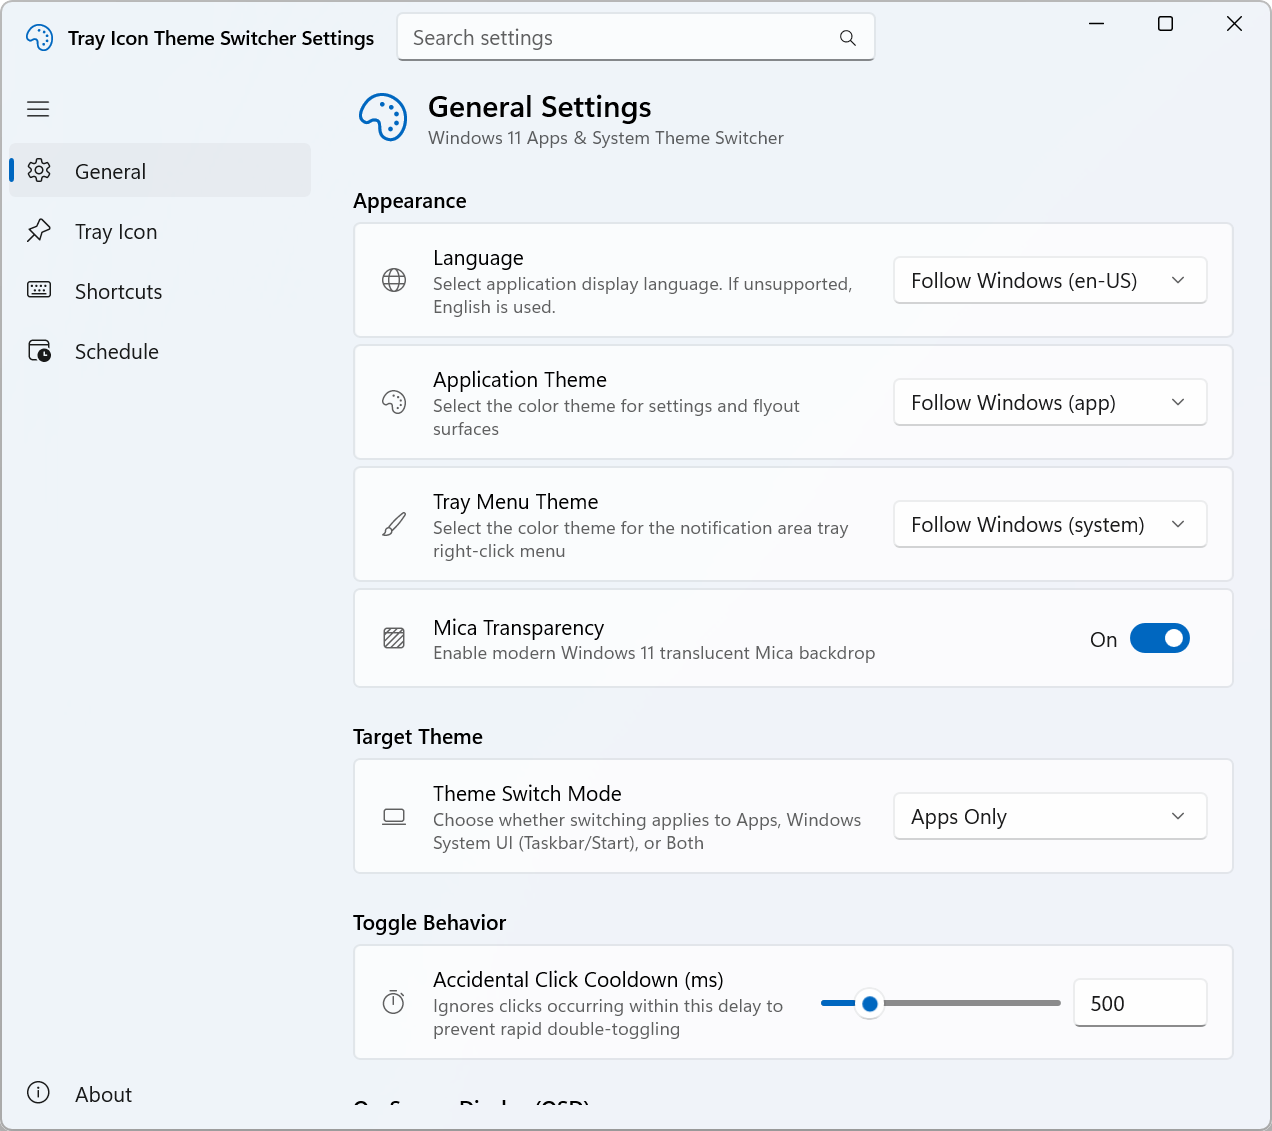 Tray Icon Theme Switcher Settings
Search settings
General Settings
Windows 11 Apps & System Theme Switcher
General
Tray Icon
Shortcuts
Schedule
About
Appearance
Language
Select application display language. If unsupported,
English is used.
Follow Windows (en-US)
Application Theme
Select the color theme for settings and flyout
surfaces
Follow Windows (app)
Tray Menu Theme
Select the color theme for the notification area tray
right-click menu
Follow Windows (system)
Mica Transparency
Enable modern Windows 11 translucent Mica backdrop
On
Target Theme
Theme Switch Mode
Choose whether switching applies to Apps, Windows
System UI (Taskbar/Start), or Both
Apps Only
Toggle Behavior
Accidental Click Cooldown (ms)
Ignores clicks occurring within this delay to
prevent rapid double-toggling
500
On-Screen Display (OSD)